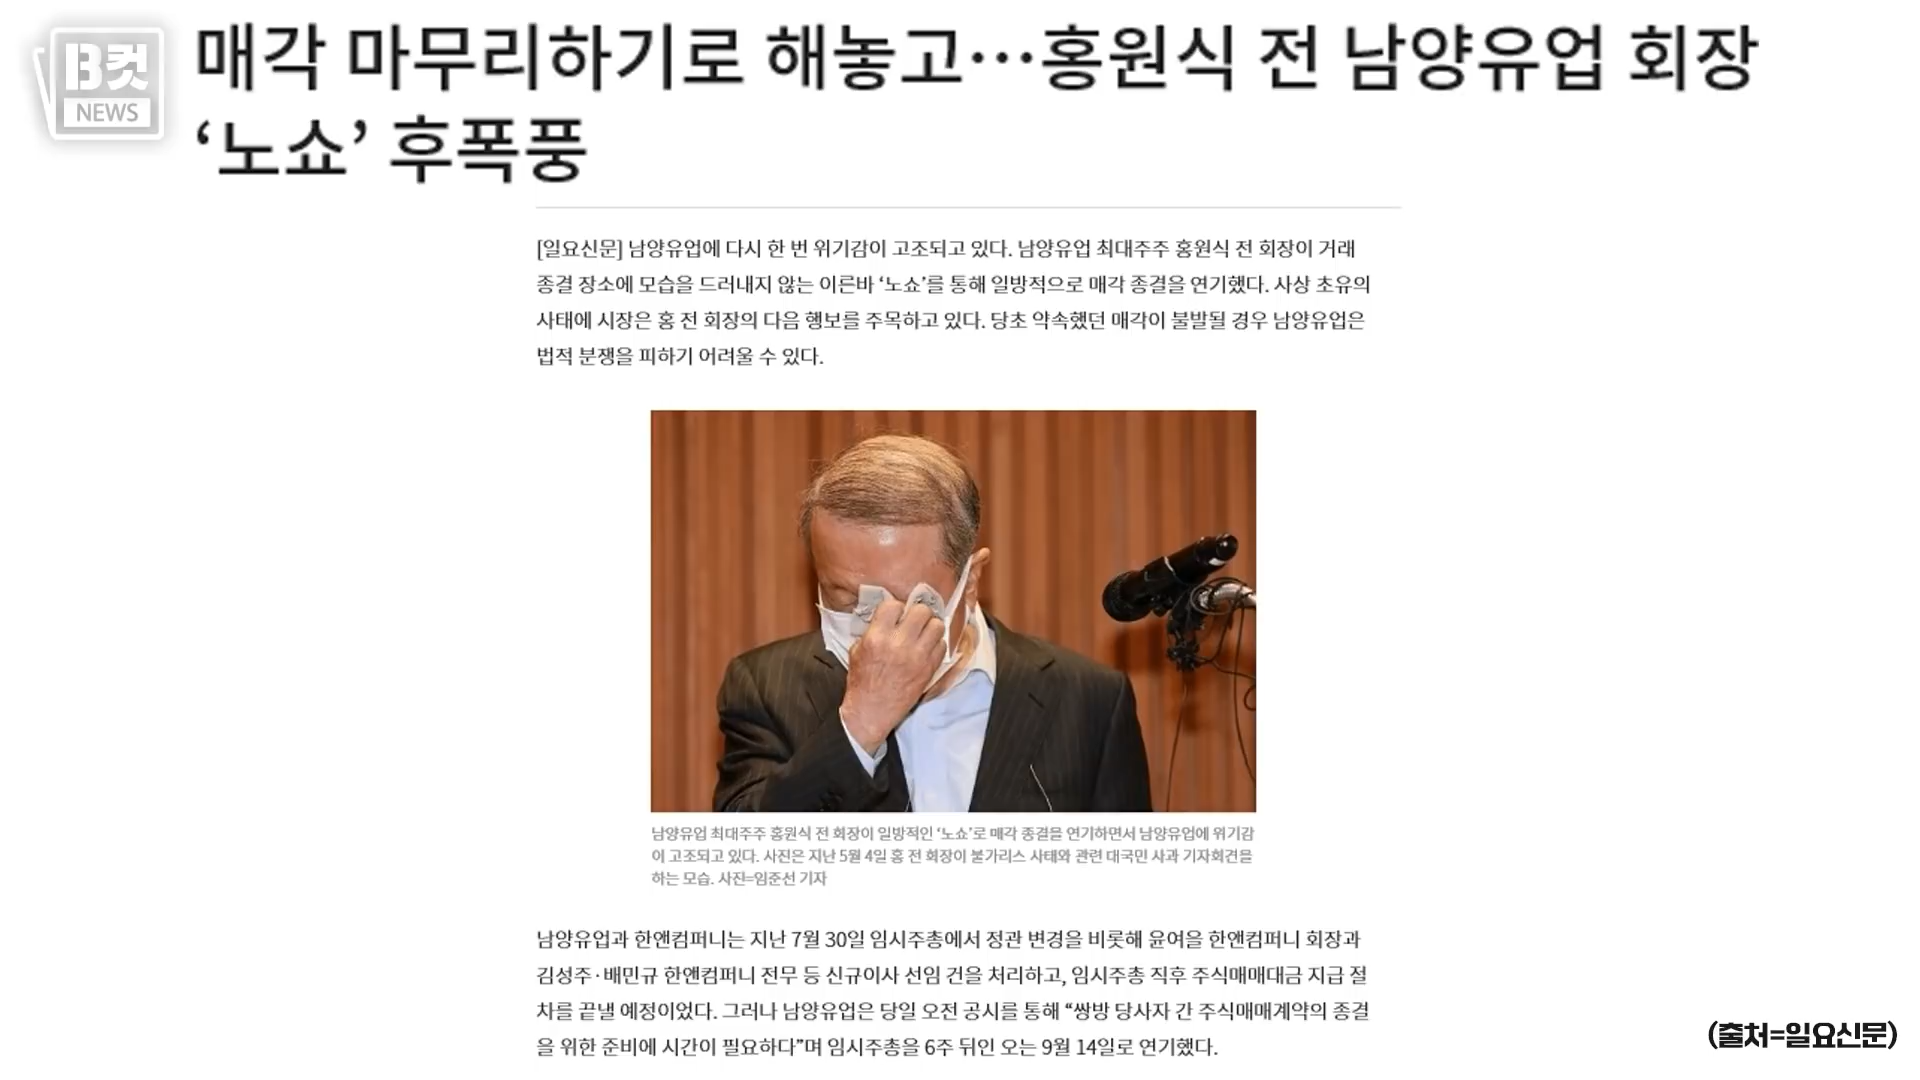 B컷
NEWS
매각 마무리하기로 해놓고…홍원식 전 남양유업 회장
‘노쇼’ 후폭풍
[일요신문] 남양유업에 다시 한 번 위기감이 고조되고 있다. 남양유업 최대주주 홍원식 전 회장이 거래
종결 장소에 모습을 드러내지 않는 이른바 ‘노쇼’를 통해 일방적으로 매각 종결을 연기했다. 사상 초유의
사태에 시장은 홍 전 회장의 다음 행보를 주목하고 있다. 당초 약속했던 매각이 불발될 경우 남양유업은
법적 분쟁을 피하기 어려울 수 있다.
남양유업 최대주주 홍원식 전 회장이 일방적인 ‘노쇼’로 매각 종결을 연기하면서 남양유업에 위기감
이 고조되고 있다. 사진은 지난 5월 4일 홍 전 회장이 불가리스 사태와 관련 대국민 사과 기자회견을
하는 모습. 사진=임준선 기자
남양유업과 한앤컴퍼니는 지난 7월 30일 임시주총에서 정관 변경을 비롯해 윤여을 한앤컴퍼니 회장과
김성주·배민규 한앤컴퍼니 전무 등 신규이사 선임 건을 처리하고, 임시주총 직후 주식매매대금 지급 절
차를 끝낼 예정이었다. 그러나 남양유업은 당일 오전 공시를 통해 “쌍방 당사자 간 주식매매계약의 종결
을 위한 준비에 시간이 필요하다”며 임시주총을 6주 뒤인 오는 9월 14일로 연기했다.
(출처=일요신문)